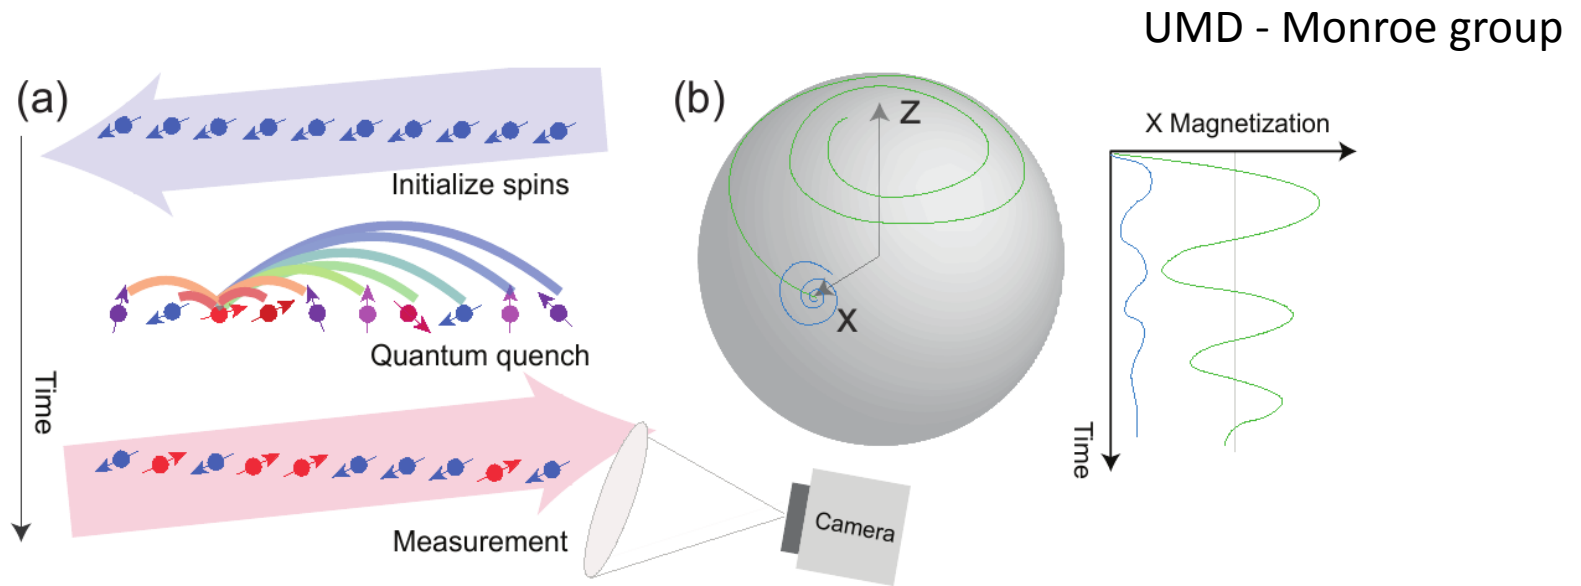 UMD - Monroe group
(a)
Initialize spins
Quantum quench
Time
Measurement
Camera
(b)
Z
X
X Magnetization
Time